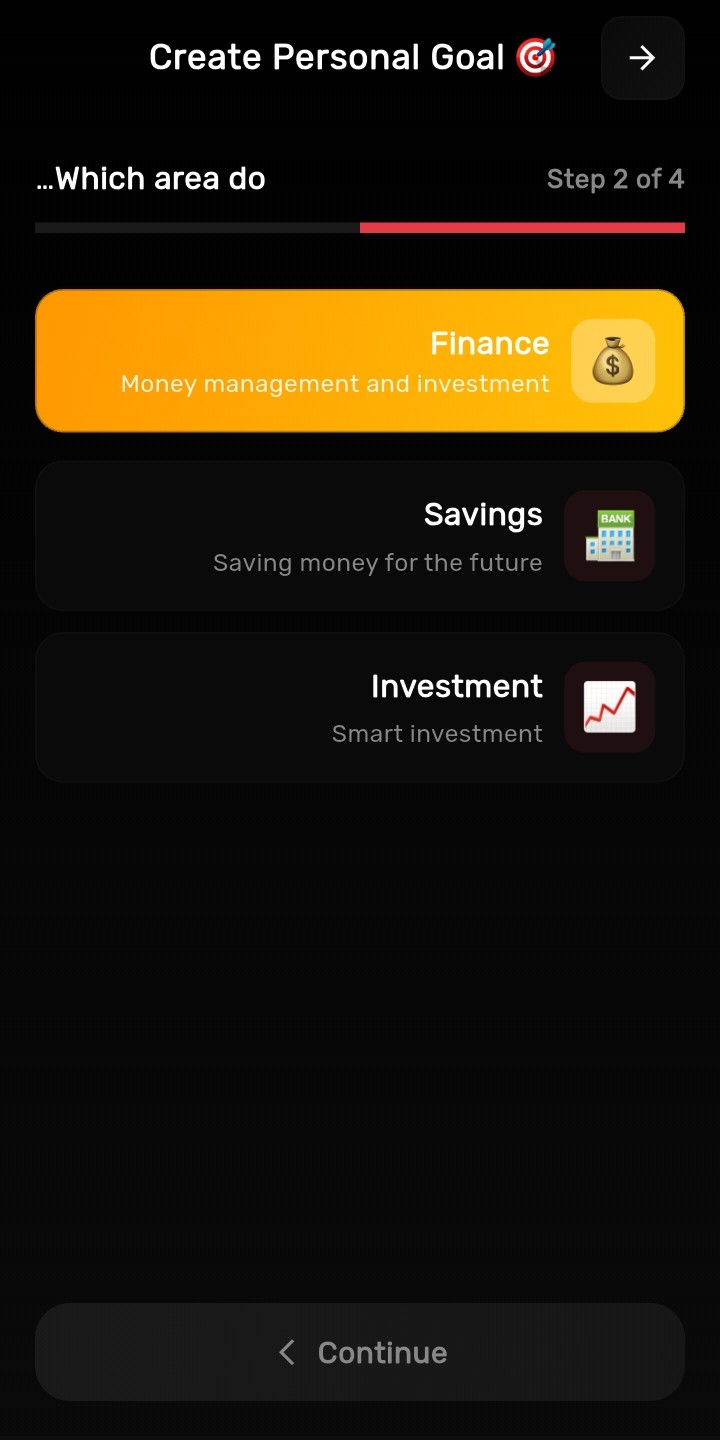 Create Personal Goal 🎯
...Which area do
Step 2 of 4
Finance
Money management and investment
$
Savings
Saving money for the future
BANK
Investment
Smart investment
Continue